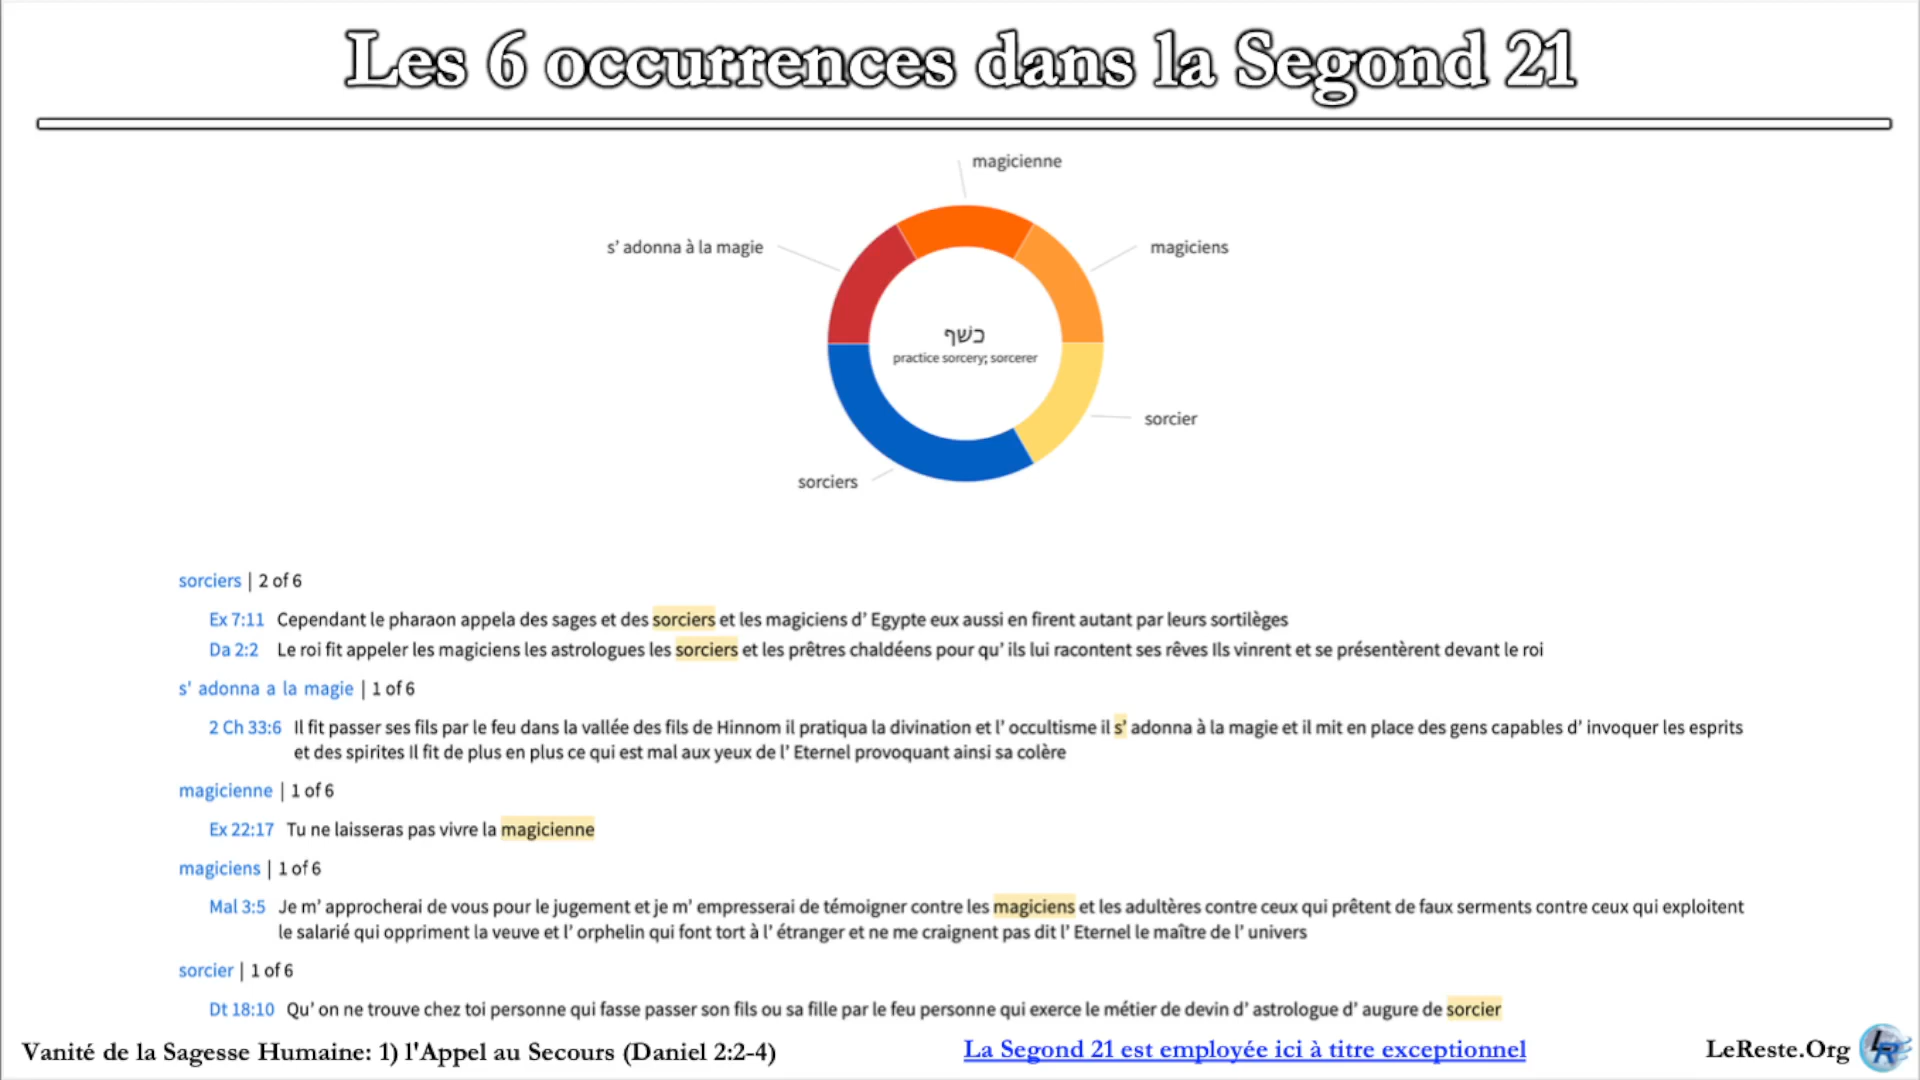 Les 6 occurrences dans la Segond 21
magicienne
s’ adonna à la magie
magiciens
כשׁף
practice sorcery; sorcerer
sorcier
sorciers
sorciers | 2 of 6
Ex 7:11 Cependant le pharaon appela des sages et des sorciers et les magiciens d’ Egypte eux aussi en firent autant par leurs sortilèges
Da 2:2 Le roi fit appeler les magiciens les astrologues les sorciers et les prêtres chaldéens pour qu’ ils lui racontent ses rêves Ils vinrent et se présentèrent devant le roi
s' adonna a la magie | 1 of 6
2 Ch 33:6 Il fit passer ses fils par le feu dans la vallée des fils de Hinnom il pratiqua la divination et l’ occultisme il s’ adonna à la magie et il mit en place des gens capables d’ invoquer les esprits
et des spirites Il fit de plus en plus ce qui est mal aux yeux de l’ Eternel provoquant ainsi sa colère
magicienne | 1 of 6
Ex 22:17 Tu ne laisseras pas vivre la magicienne
magiciens | 1 of 6
Mal 3:5 Je m’ approcherai de vous pour le jugement et je m’ empresserai de témoigner contre les magiciens et les adultères contre ceux qui prêtent de faux serments contre ceux qui exploitent
le salarié qui oppriment la veuve et l’ orphelin qui font tort à l’ étranger et ne me craignent pas dit l’ Eternel le maître de l’ univers
sorcier | 1 of 6
Dt 18:10 Qu’ on ne trouve chez toi personne qui fasse passer son fils ou sa fille par le feu personne qui exerce le métier de devin d’ astrologue d’ augure de sorcier
Vanité de la Sagesse Humaine: 1) l'Appel au Secours (Daniel 2:2-4)
La Segond 21 est employée ici à titre exceptionnel
LeReste.Org
LR